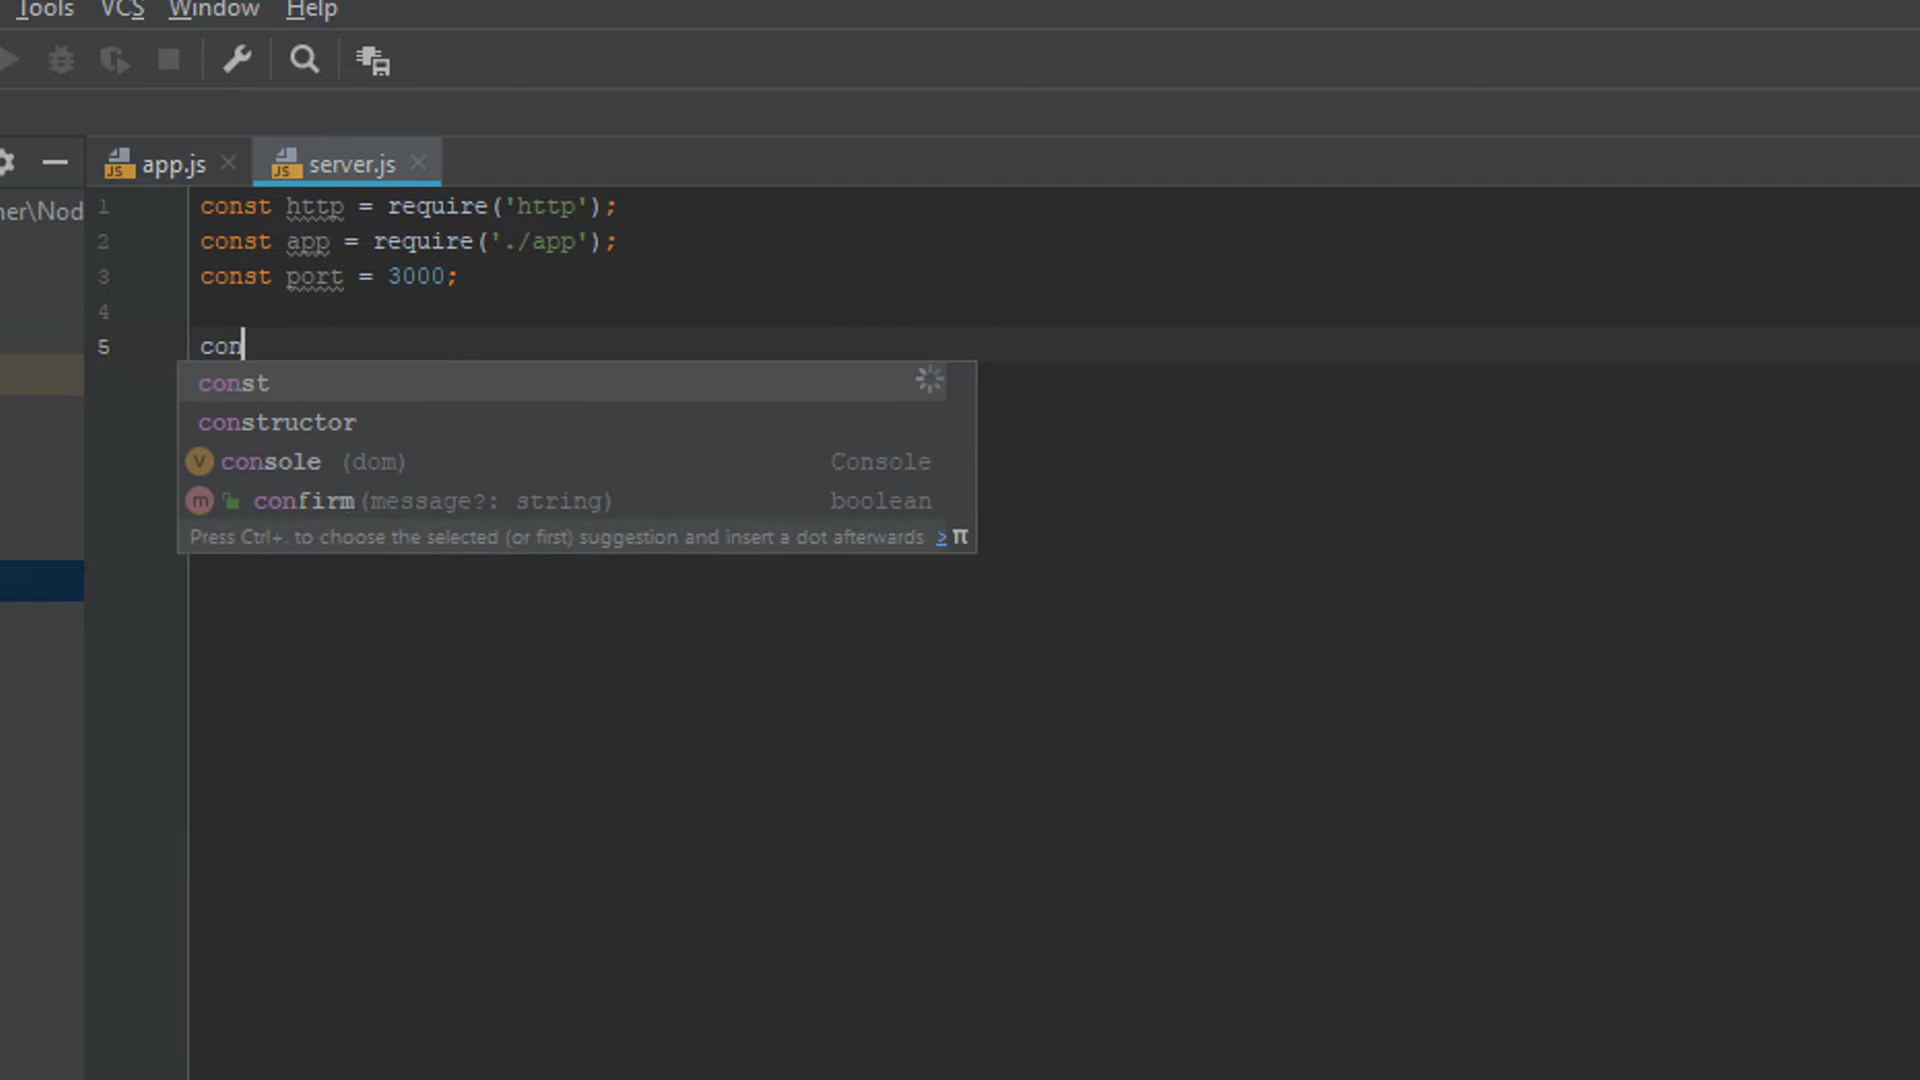 Tools VCS Window Help
app.js server.js
ner\Nod
1 const http = require('http');
2 const app = require('./app');
3 const port = 3000;
4
5 con
const
constructor
V console (dom) Console
m confirm(message?: string) boolean
Press Ctrl+. to choose the selected (or first) suggestion and insert a dot afterwards ≥ π